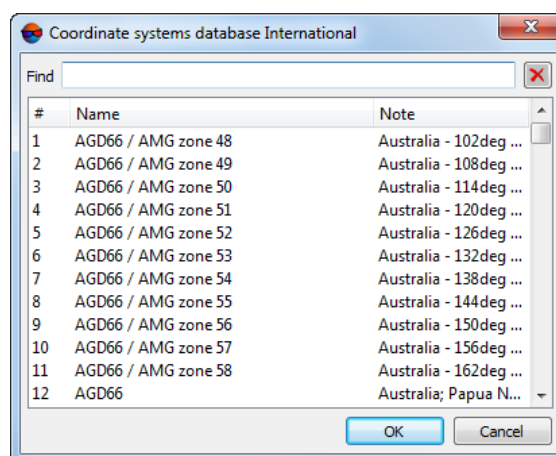 Coordinate systems database International
Find
# Name Note
1 AGD66 / AMG zone 48 Australia - 102deg ...
2 AGD66 / AMG zone 49 Australia - 108deg ...
3 AGD66 / AMG zone 50 Australia - 114deg ...
4 AGD66 / AMG zone 51 Australia - 120deg ...
5 AGD66 / AMG zone 52 Australia - 126deg ...
6 AGD66 / AMG zone 53 Australia - 132deg ...
7 AGD66 / AMG zone 54 Australia - 138deg ...
8 AGD66 / AMG zone 55 Australia - 144deg ...
9 AGD66 / AMG zone 56 Australia - 150deg ...
10 AGD66 / AMG zone 57 Australia - 156deg ...
11 AGD66 / AMG zone 58 Australia - 162deg ...
12 AGD66 Australia; Papua N...
OK Cancel